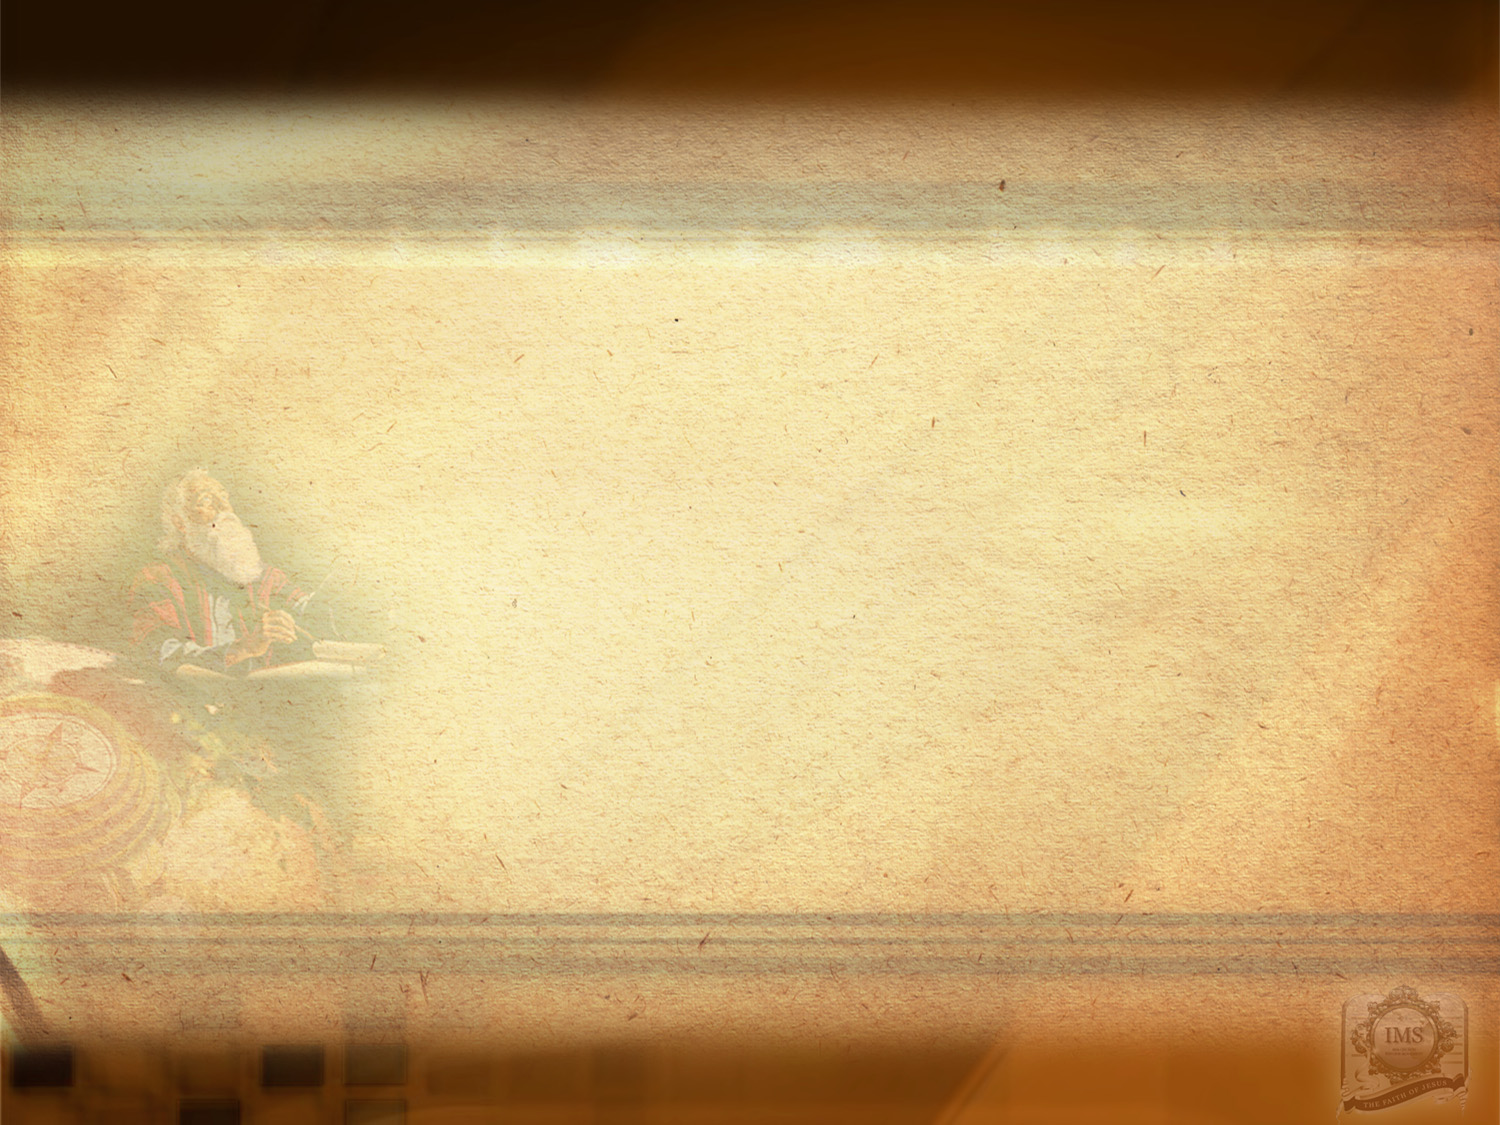 IMS
THE FAITH OF JESUS